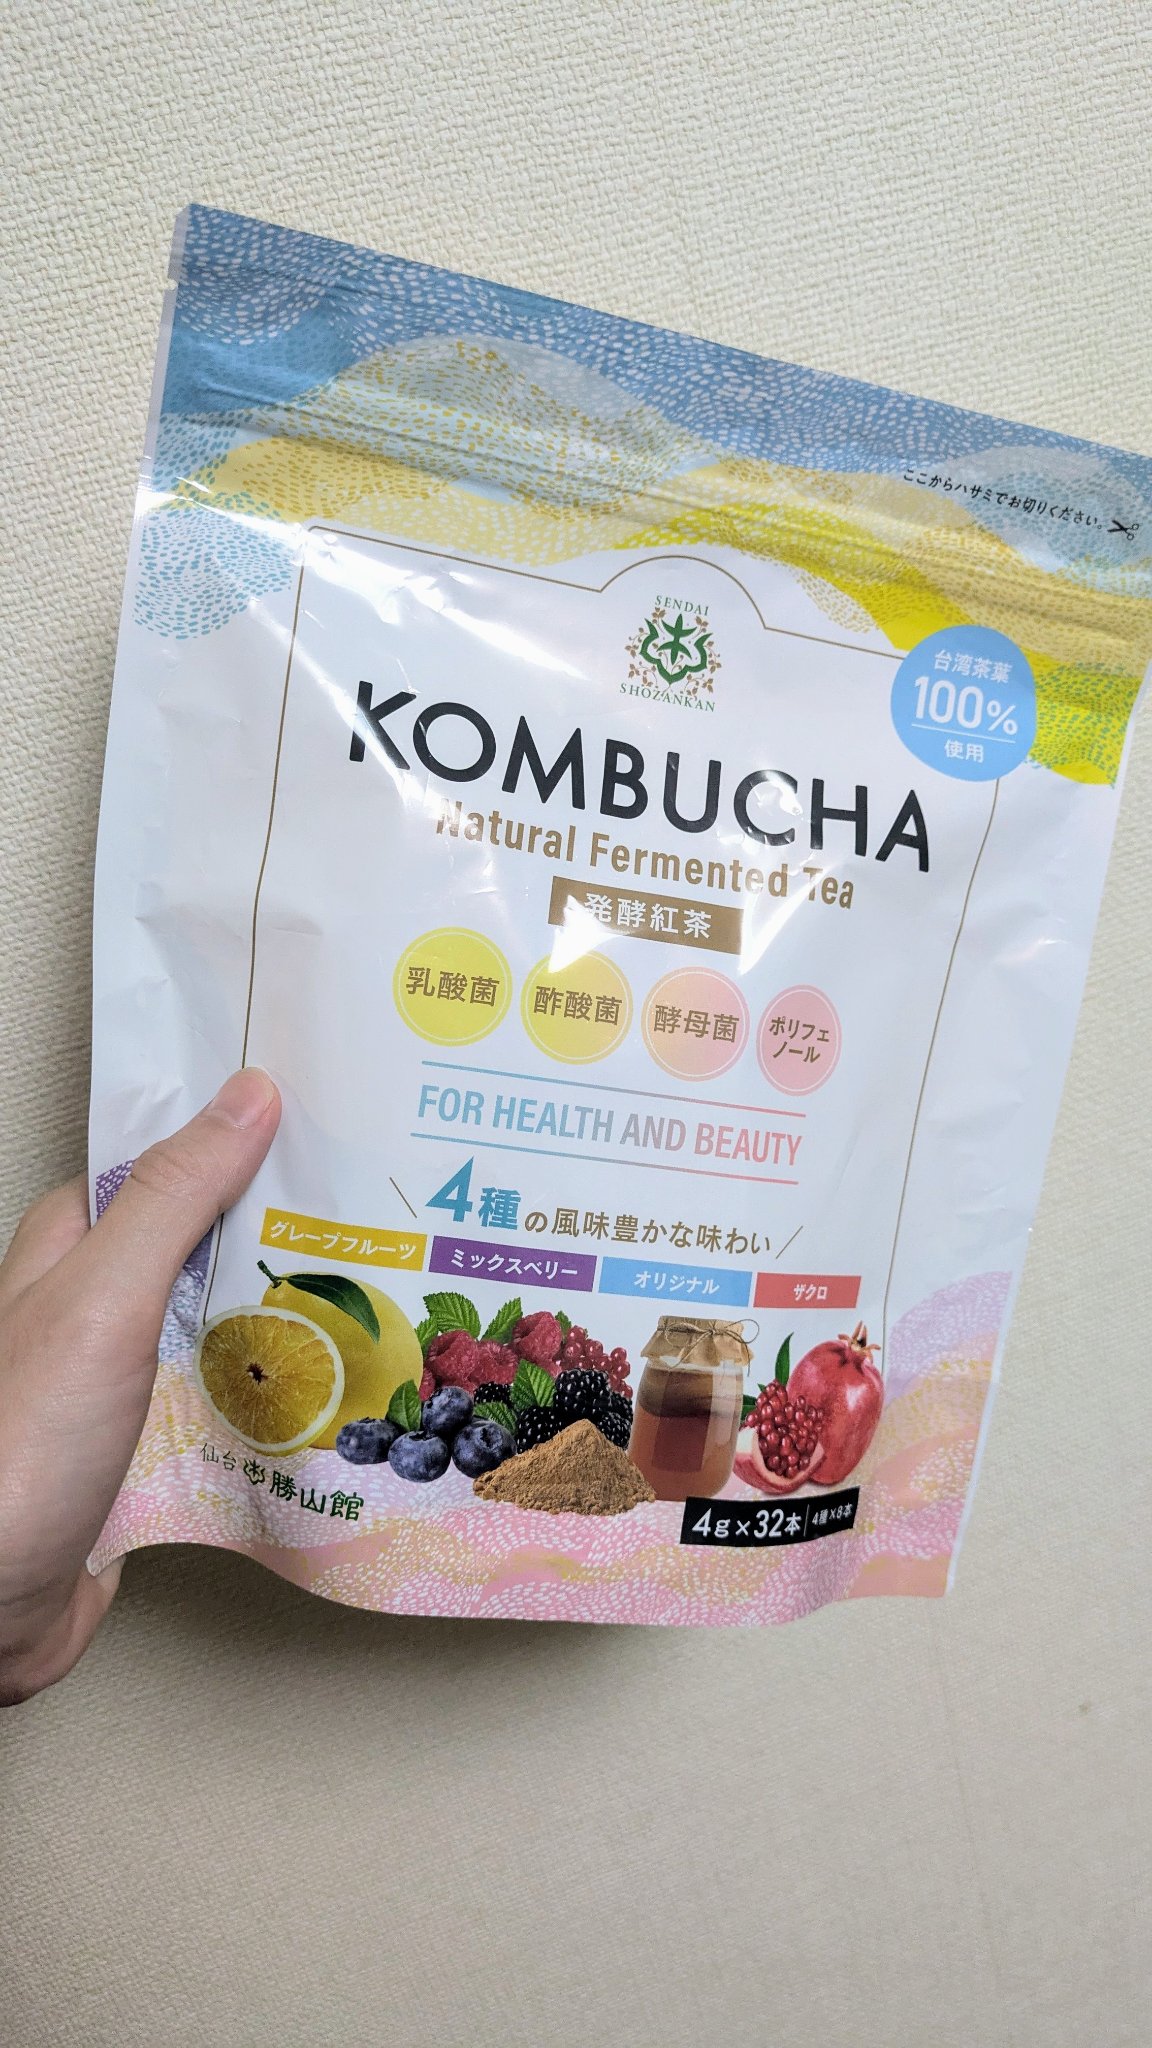 ここからハサミでお切りください。
SENDAI
SHOZANKAN
台湾茶葉
100%
使用
KOMBUCHA
Natural Fermented Tea
発酵紅茶
乳酸菌
酢酸菌
酵母菌
ポリフェ
ノール
FOR HEALTH AND BEAUTY
4種の風味豊かな味わい
グレープフルーツ
ミックスベリー
オリジナル
ザクロ
仙台 勝山館
4g×32本 4種×8本